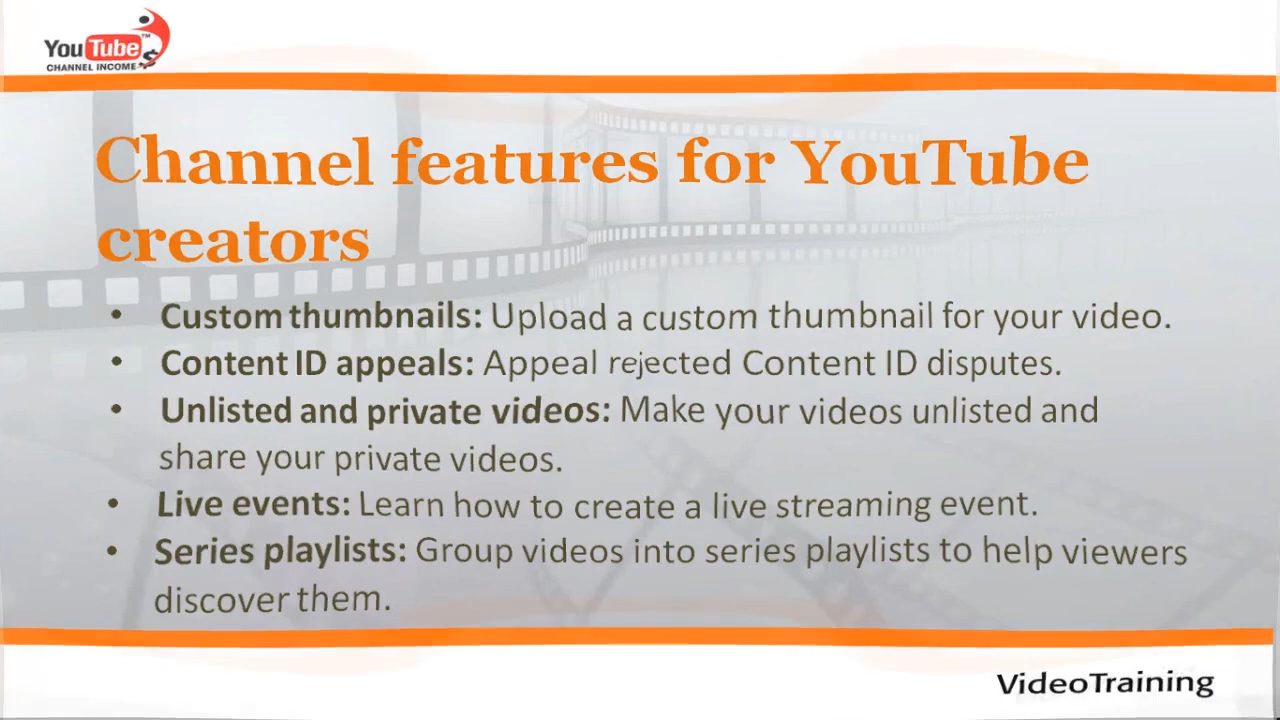 YouTube™
CHANNEL INCOME
Channel features for YouTube
creators
• Custom thumbnails: Upload a custom thumbnail for your video.
• Content ID appeals: Appeal rejected Content ID disputes.
• Unlisted and private videos: Make your videos unlisted and
share your private videos.
• Live events: Learn how to create a live streaming event.
• Series playlists: Group videos into series playlists to help viewers
discover them.
VideoTraining